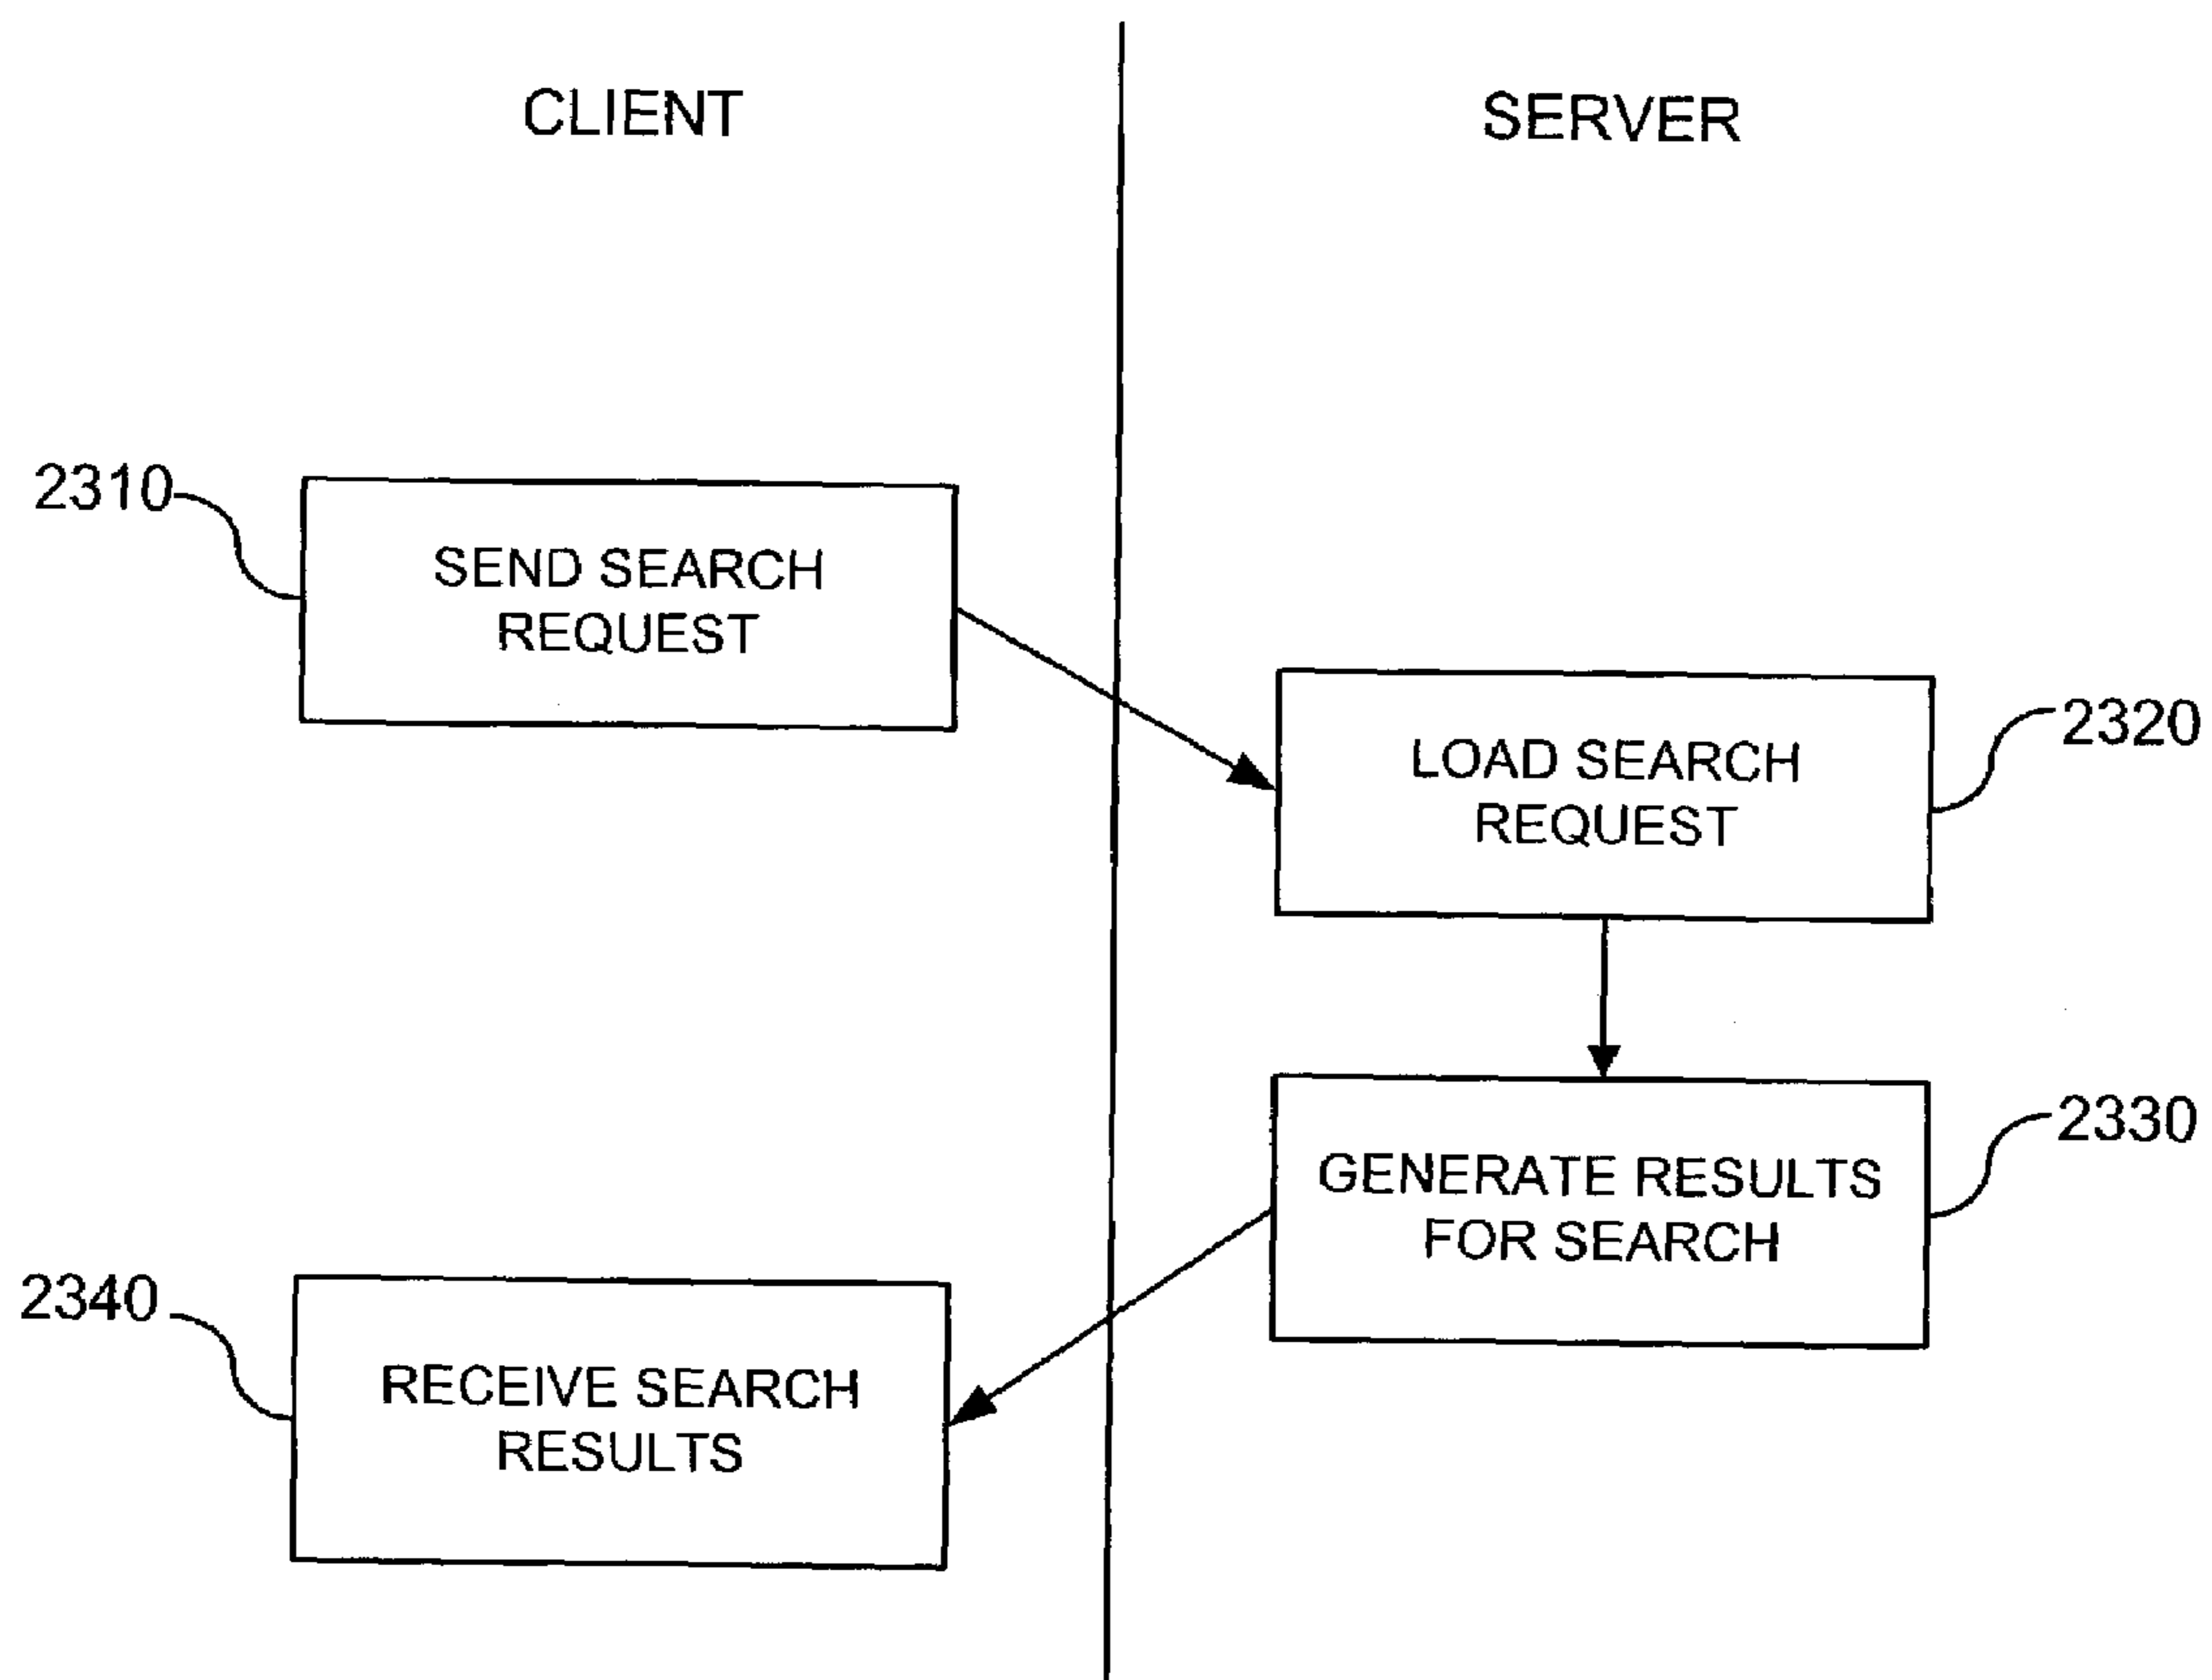 CLIENT
SERVER
2310
SEND SEARCH
REQUEST
2320
LOAD SEARCH
REQUEST
2330
GENERATE RESULTS
FOR SEARCH
2340
RECEIVE SEARCH
RESULTS